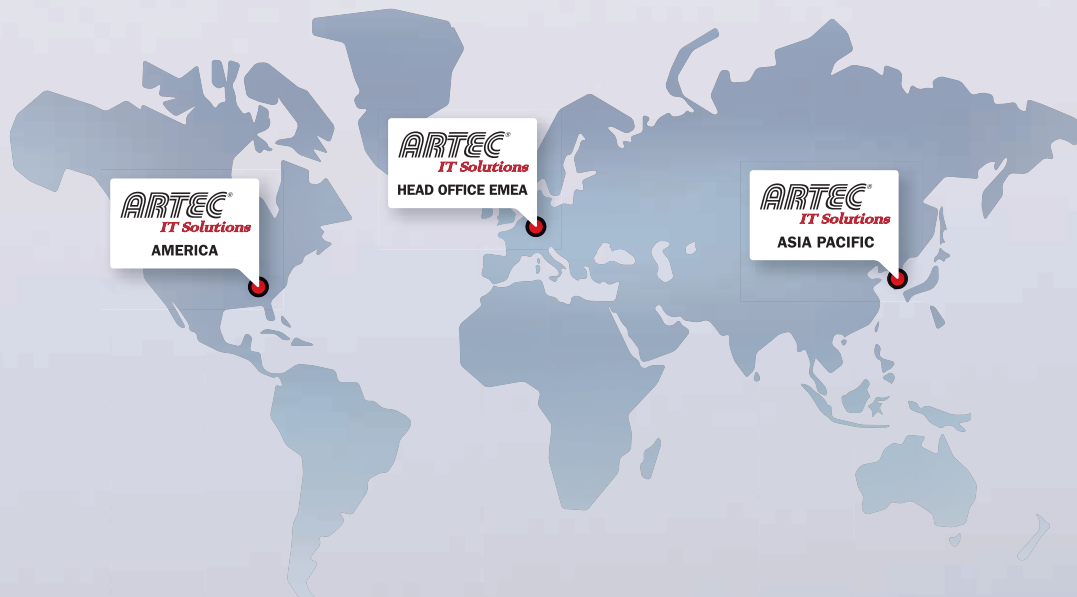 ARTEC®
IT Solutions
AMERICA
ARTEC®
IT Solutions
HEAD OFFICE EMEA
ARTEC®
IT Solutions
ASIA PACIFIC